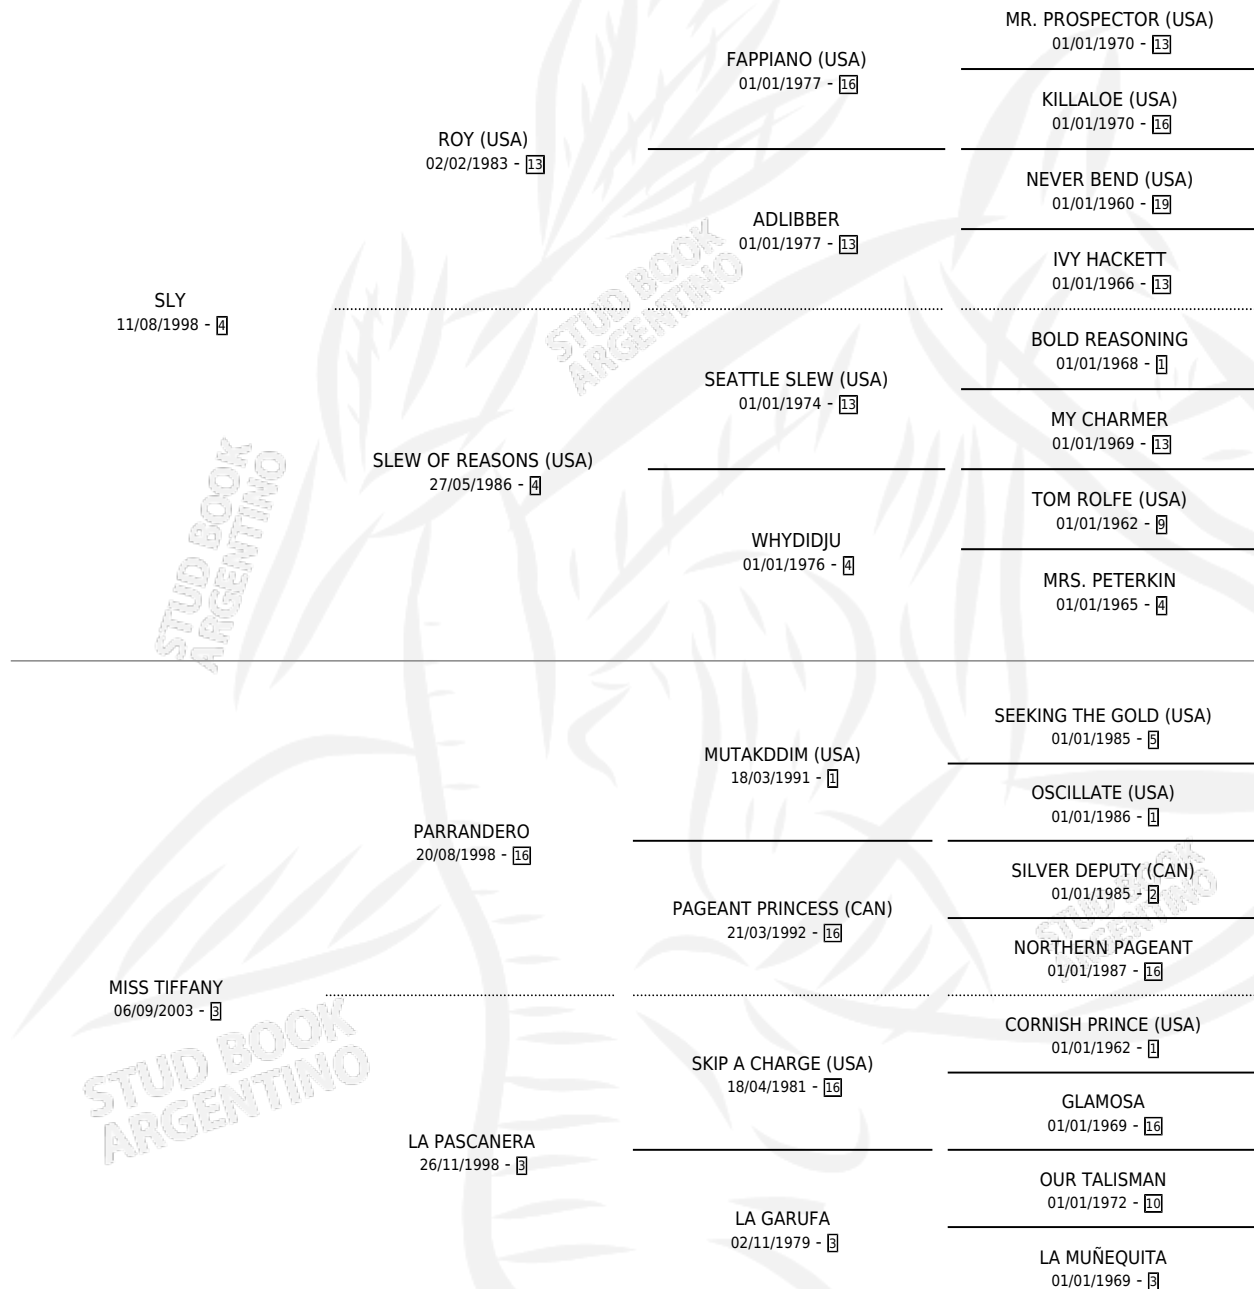 MR. PROSPECTOR (USA)
01/01/1970 - 13
FAPPIANO (USA)
01/01/1977 - 16
KILLALOE (USA)
01/01/1970 - 16
ROY (USA)
02/02/1983 - 13
NEVER BEND (USA)
01/01/1960 - 19
ADLIBBER
01/01/1977 - 13
IVY HACKETT
01/01/1966 - 13
SLY
11/08/1998 - 4
BOLD REASONING
01/01/1968 - 1
SEATTLE SLEW (USA)
01/01/1974 - 13
MY CHARMER
01/01/1969 - 13
SLEW OF REASONS (USA)
27/05/1986 - 4
TOM ROLFE (USA)
01/01/1962 - 9
WHYDIDJU
01/01/1976 - 4
MRS. PETERKIN
01/01/1965 - 4
SEEKING THE GOLD (USA)
01/01/1985 - 5
MUTAKDDIM (USA)
18/03/1991 - 1
OSCILLATE (USA)
01/01/1986 - 1
PARRANDERO
20/08/1998 - 16
SILVER DEPUTY (CAN)
01/01/1985 - 2
PAGEANT PRINCESS (CAN)
21/03/1992 - 16
NORTHERN PAGEANT
01/01/1987 - 16
MISS TIFFANY
06/09/2003 - 3
CORNISH PRINCE (USA)
01/01/1962 - 1
SKIP A CHARGE (USA)
18/04/1981 - 16
GLAMOSA
01/01/1969 - 16
LA PASCANERA
26/11/1998 - 3
OUR TALISMAN
01/01/1972 - 10
LA GARUFA
02/11/1979 - 3
LA MUÑEQUITA
01/01/1969 - 3
STUD BOOK
ARGENTINO
STUD BOOK
ARGENTINO
STUD BOOK
ARGENTINO
STUD BOOK
ARGENTINO